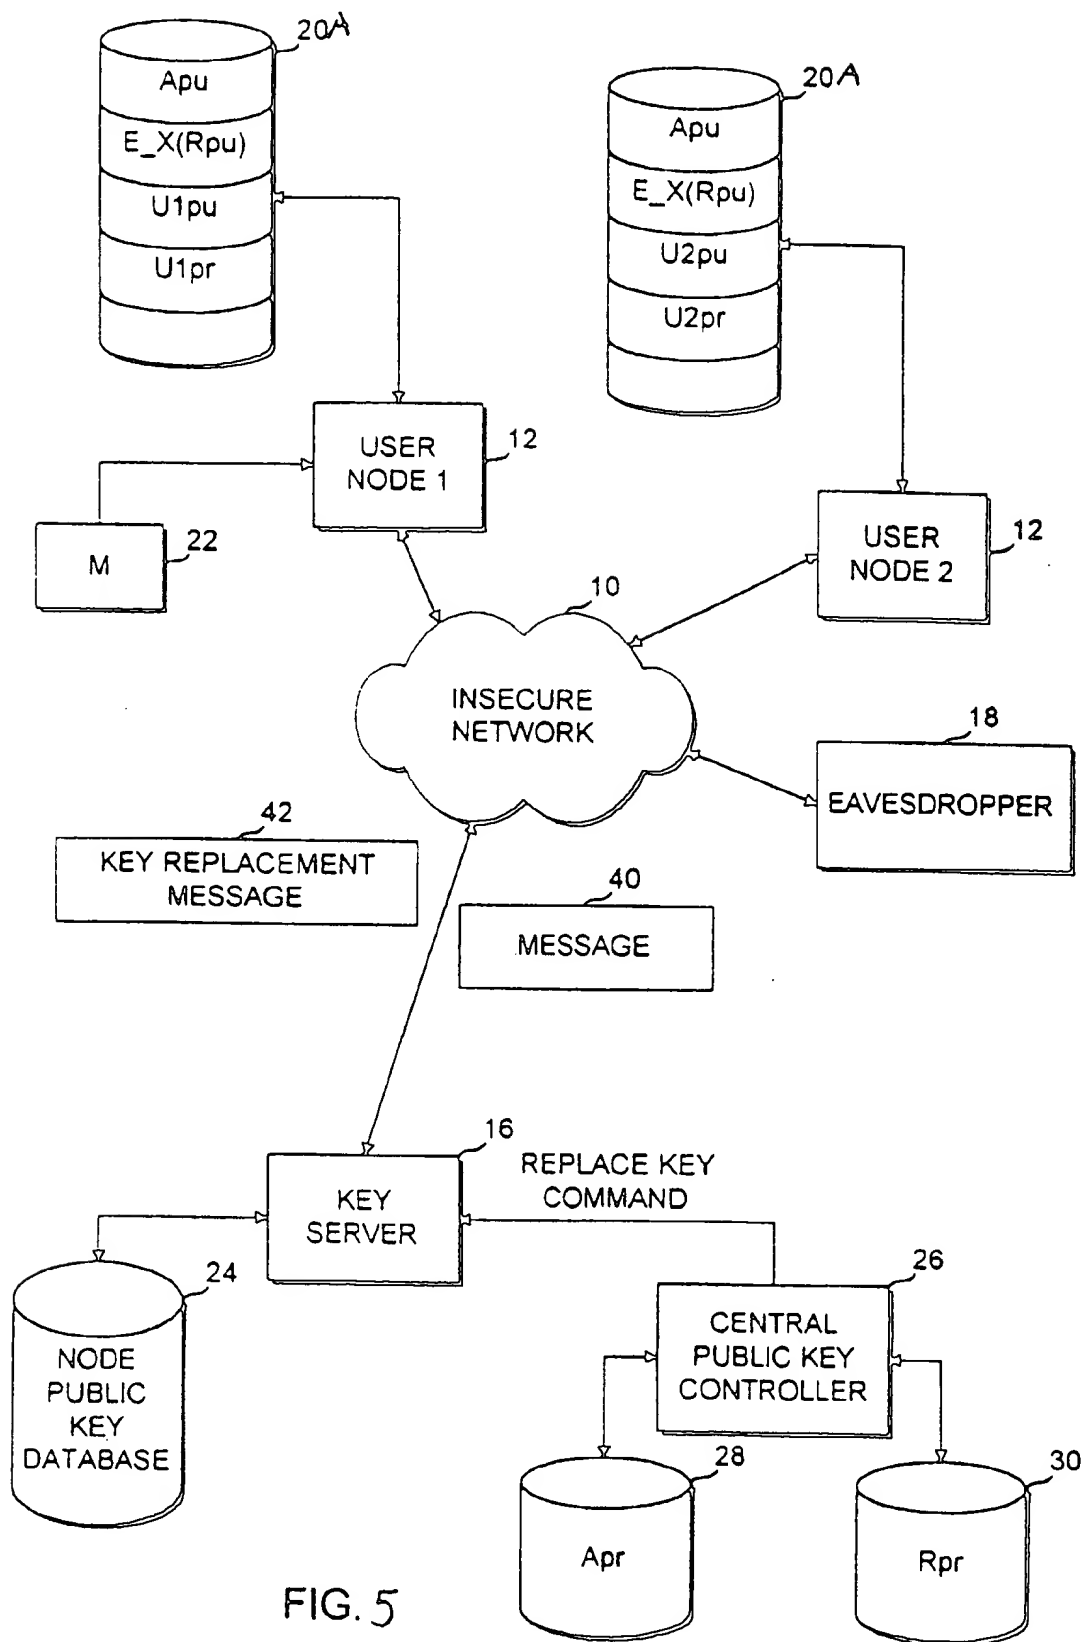 20A
Apu
E_X(Rpu)
U1pu
U1pr
20A
Apu
E_X(Rpu)
U2pu
U2pr
USER
NODE 1
12
M
22
USER
NODE 2
12
10
INSECURE
NETWORK
18
EAVESDROPPER
42
KEY REPLACEMENT
MESSAGE
40
MESSAGE
16
KEY
SERVER
REPLACE KEY
COMMAND
24
NODE
PUBLIC
KEY
DATABASE
26
CENTRAL
PUBLIC KEY
CONTROLLER
28
Apr
30
Rpr
FIG. 5